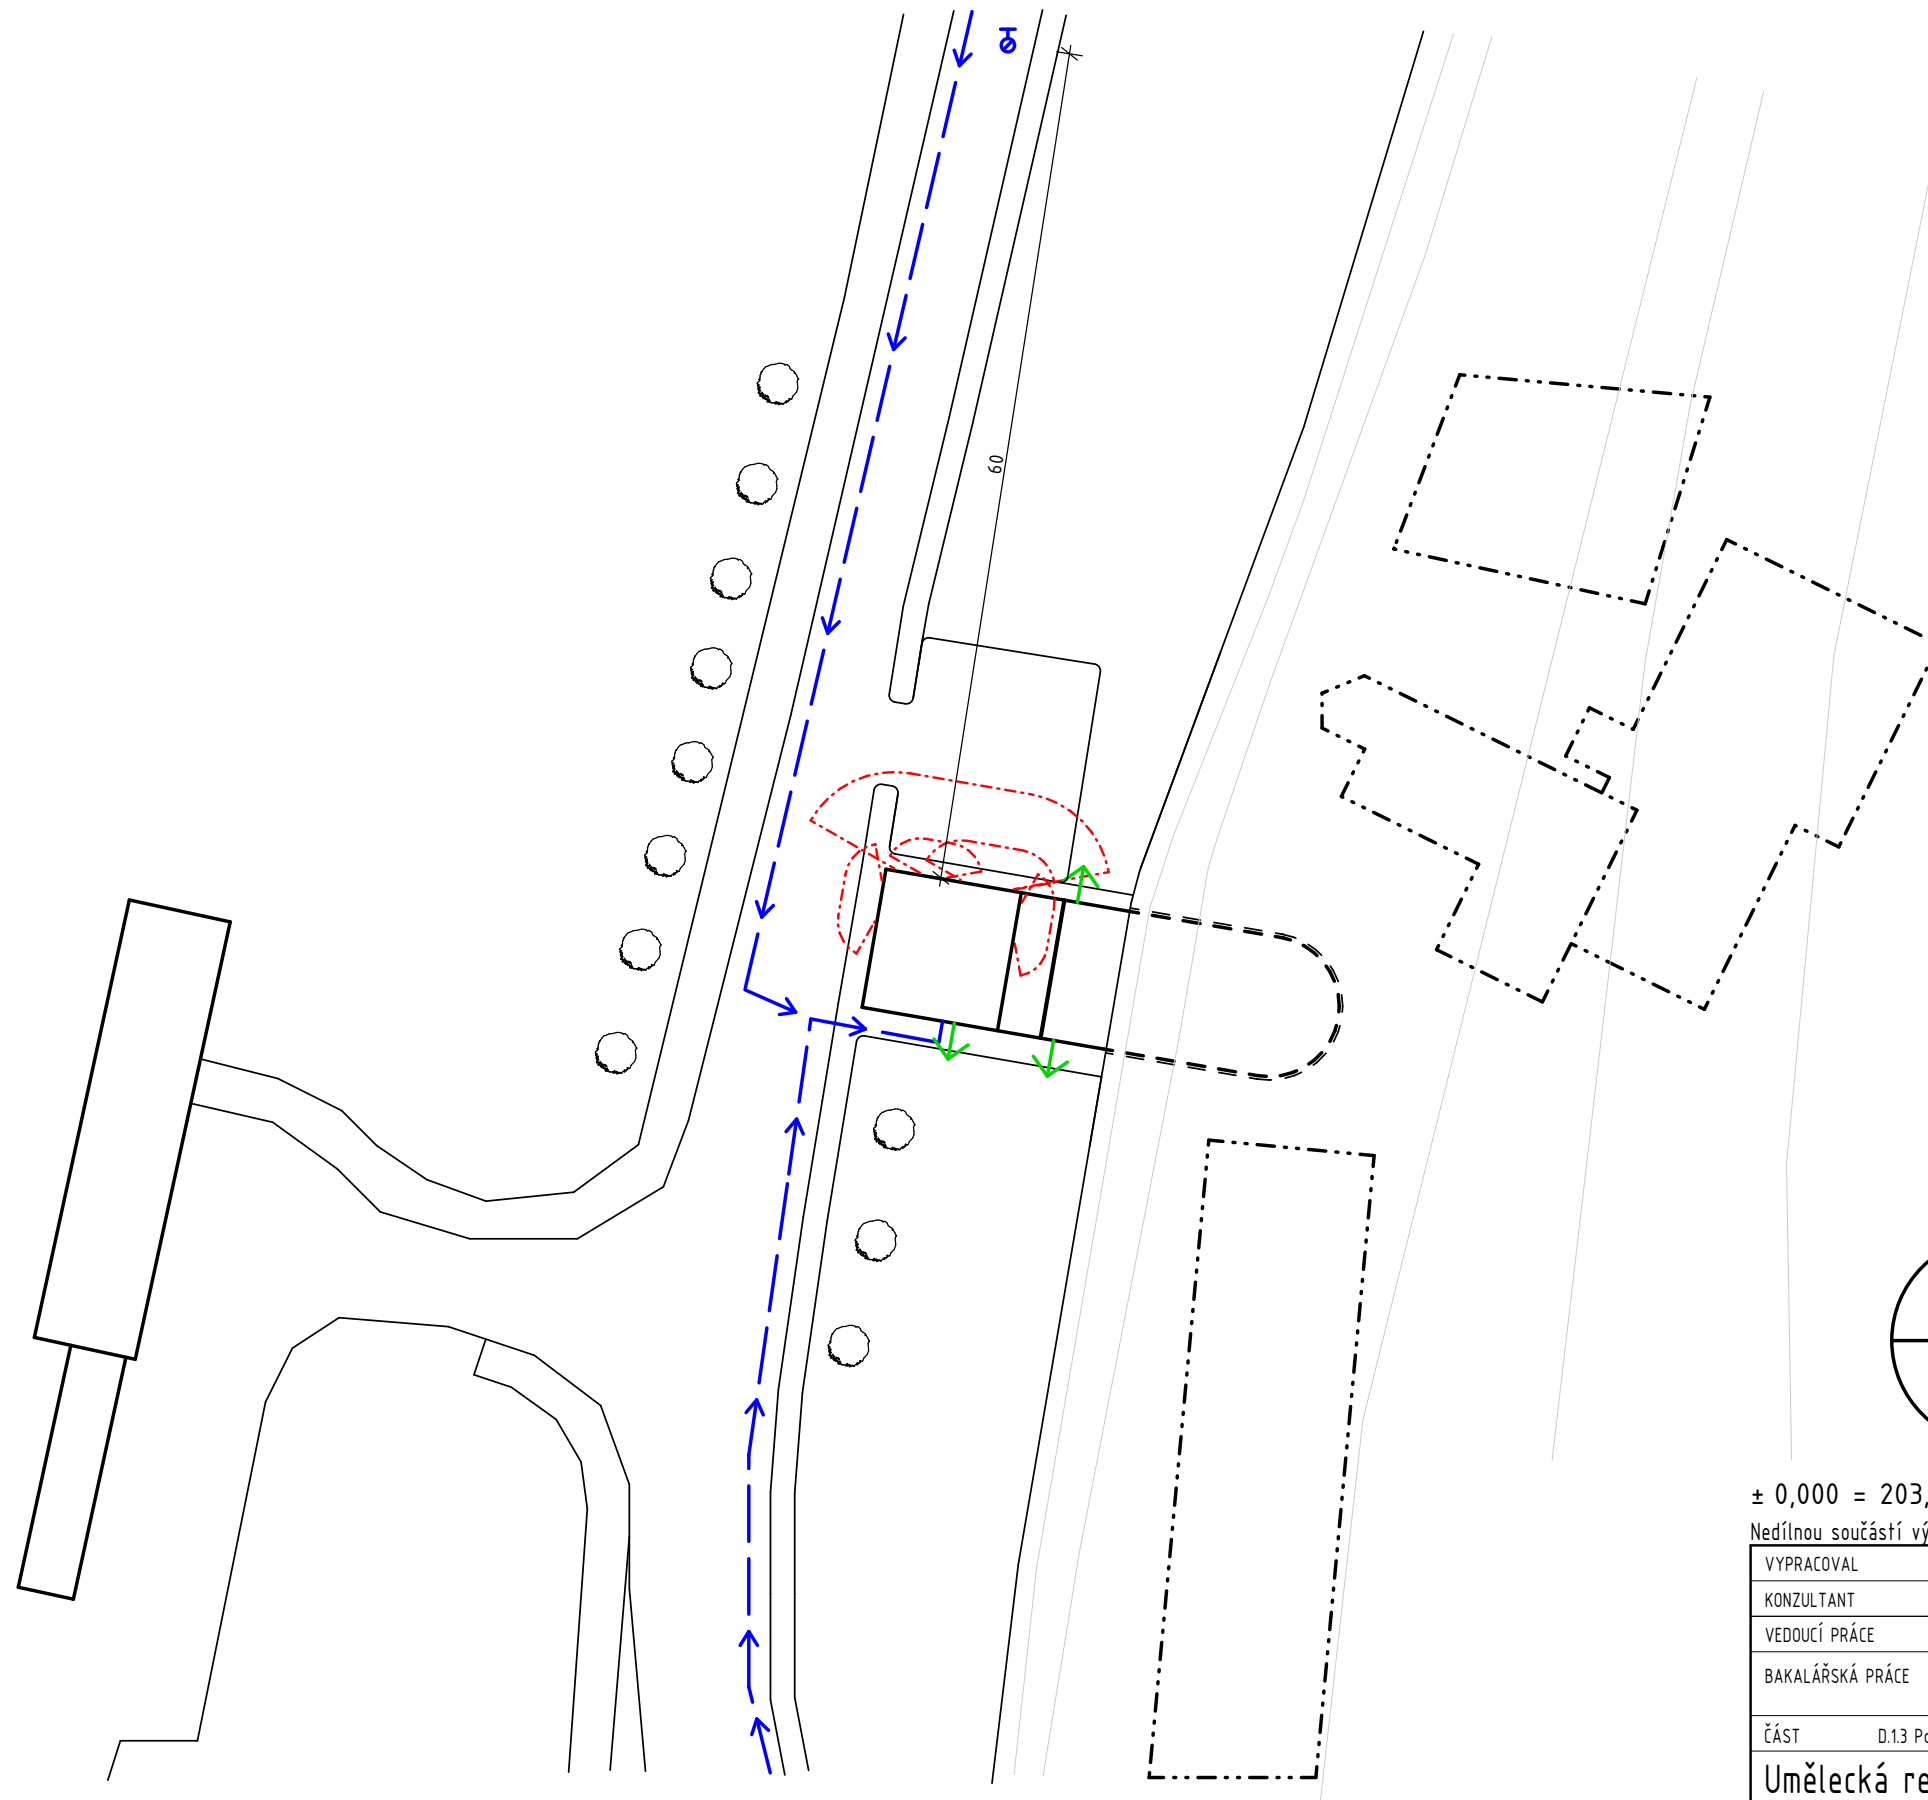 60
± 0,000 = 203,
Nedílnou součástí vý
VYPRACOVAL
KONZULTANT
VEDOUCÍ PRÁCE
BAKALÁŘSKÁ PRÁCE
ČÁST D.1.3 Po
Umělecká re